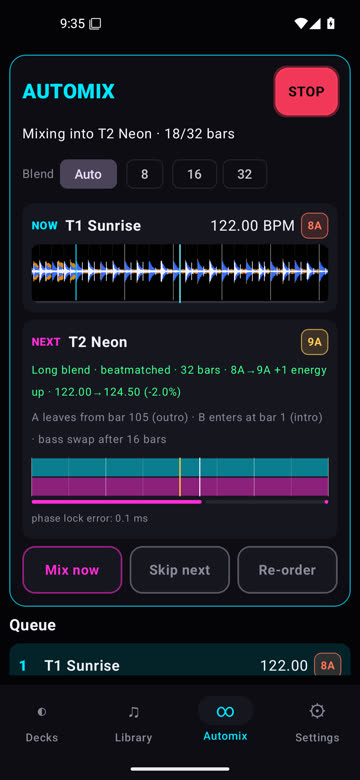 9:35
AUTOMIX
STOP
Mixing into T2 Neon · 18/32 bars
Blend Auto 8 16 32
NOW T1 Sunrise 122.00 BPM 8A
NEXT T2 Neon 9A
Long blend · beatmatched · 32 bars · 8A→9A +1 energy
up · 122.00→124.50 (-2.0%)
A leaves from bar 105 (outro) · B enters at bar 1 (intro)
· bass swap after 16 bars
phase lock error: 0.1 ms
Mix now Skip next Re-order
Queue
1 T1 Sunrise 122.00 8A
Decks Library Automix Settings